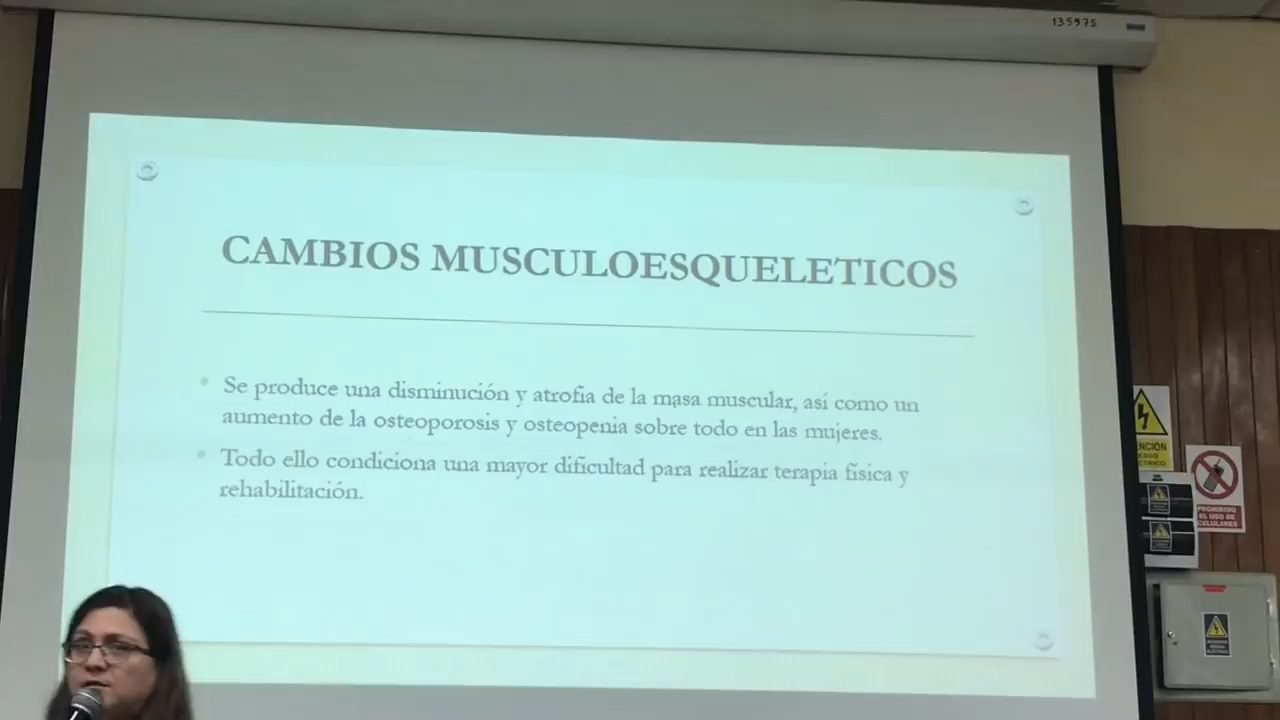 135975
CAMBIOS MUSCULOESQUELETICOS
Se produce una disminución y atrofia de la masa muscular, así como un
aumento de la osteoporosis y osteopenia sobre todo en las mujeres.
Todo ello condiciona una mayor dificultad para realizar terapia física y
rehabilitación.
PROHIBIDO
EL USO DE
CELULARES